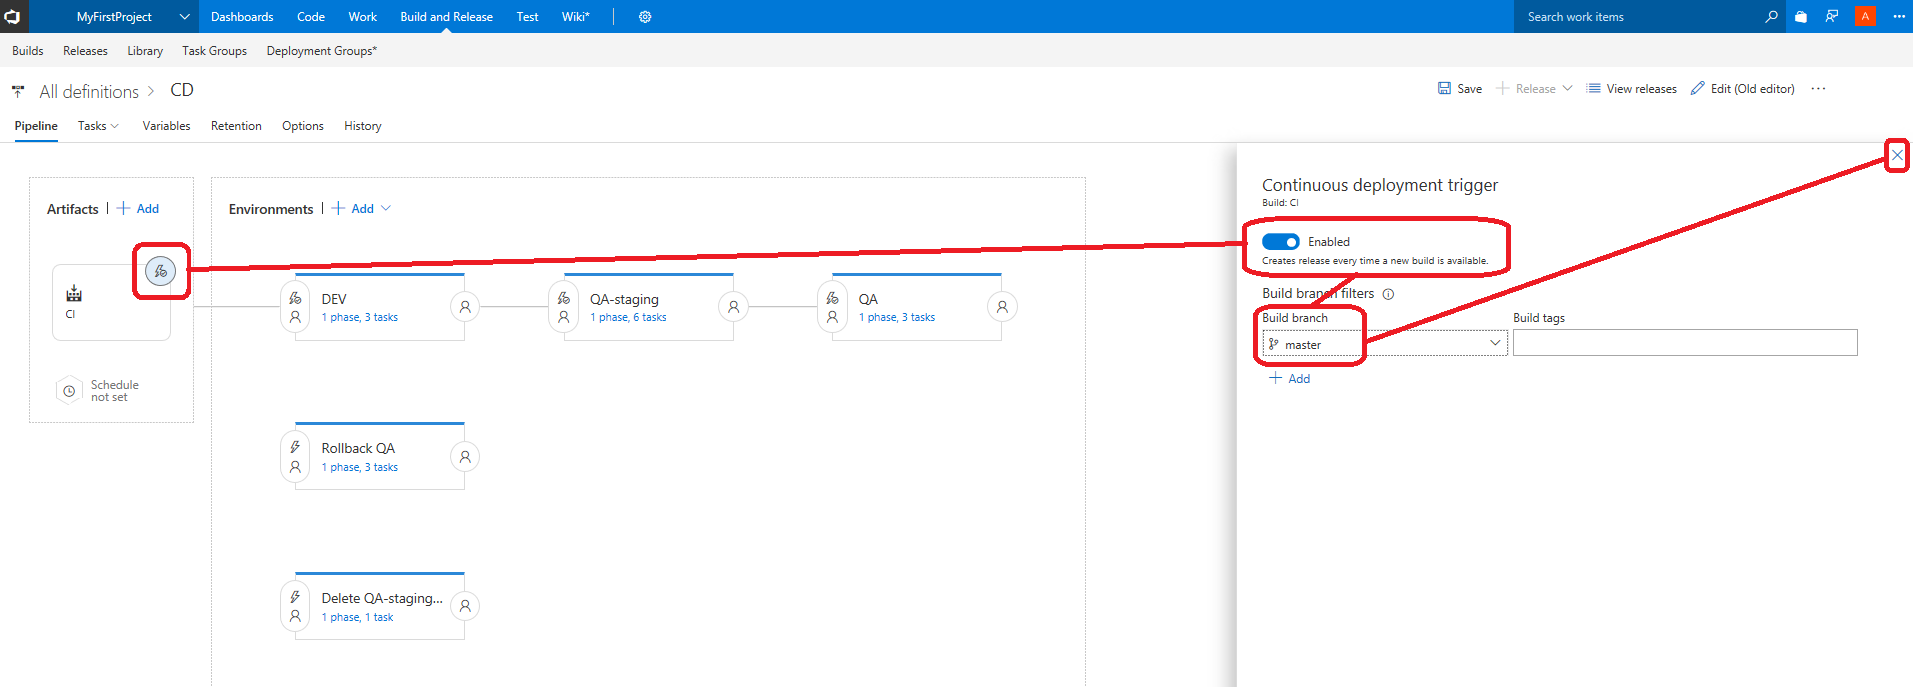 MyFirstProject Dashboards Code Work Build and Release Test Wiki* Search work items A
Builds Releases Library Task Groups Deployment Groups*
All definitions > CD
Save Release View releases Edit (Old editor) ...
Pipeline Tasks Variables Retention Options History
Artifacts | + Add
Environments | + Add
CI
Schedule
not set
DEV
1 phase, 3 tasks
QA-staging
1 phase, 6 tasks
QA
1 phase, 3 tasks
Rollback QA
1 phase, 3 tasks
Delete QA-staging...
1 phase, 1 task
Continuous deployment trigger
Build: CI
Enabled
Creates release every time a new build is available.
Build branch filters
Build branch
Build tags
master
+ Add